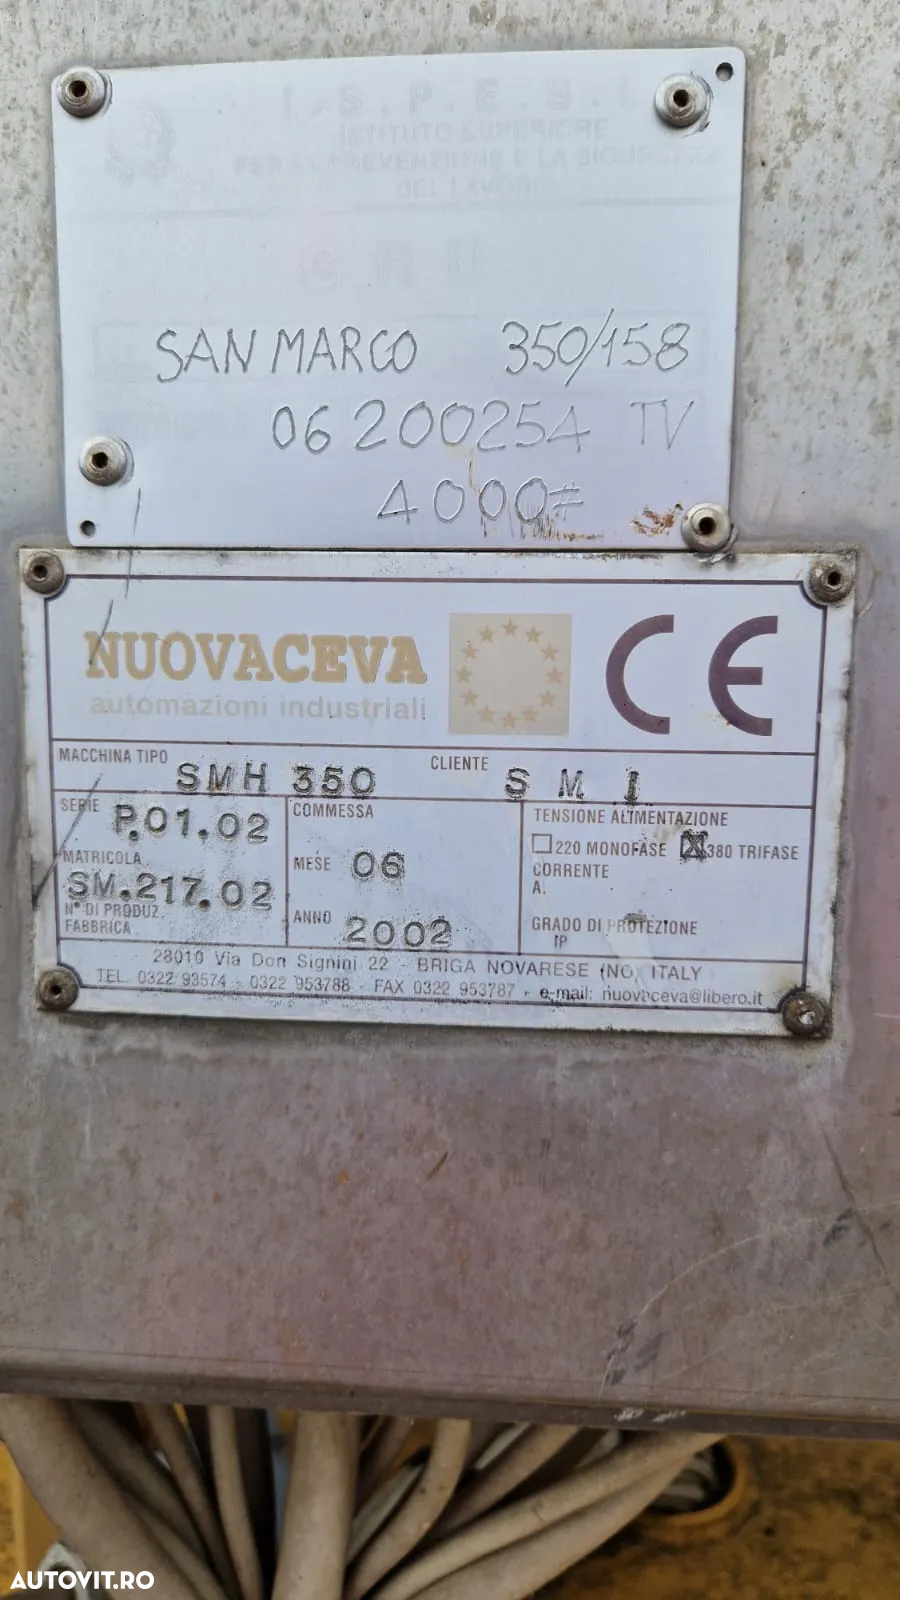 I.S.P.E.S.L.
ISTITUTO SUPERIORE
PER LA PREVENZIONE E LA SICUREZZA
DEL LAVORO
GRU
SAN MARCO 350/158
06 200254 TV
4000#
NUOVACEVA
automazioni industriali
CE
MACCHINA TIPO SMH 350 CLIENTE S M I
SERIE P.01.02
MATRICOLA
SM.217.02
N° DI PRODUZ.
FABBRICA
COMMESSA
MESE 06
ANNO 2002
TENSIONE ALIMENTAZIONE
220 MONOFASE 380 TRIFASE
CORRENTE
A.
GRADO DI PROTEZIONE
IP
28010 Via Don Signini 22 - BRIGA NOVARESE (NO) ITALY
TEL. 0322 93574 - 0322 953788 - FAX 0322 953787 - e-mail: nuovaceva@libero.it
AUTOVIT.RO